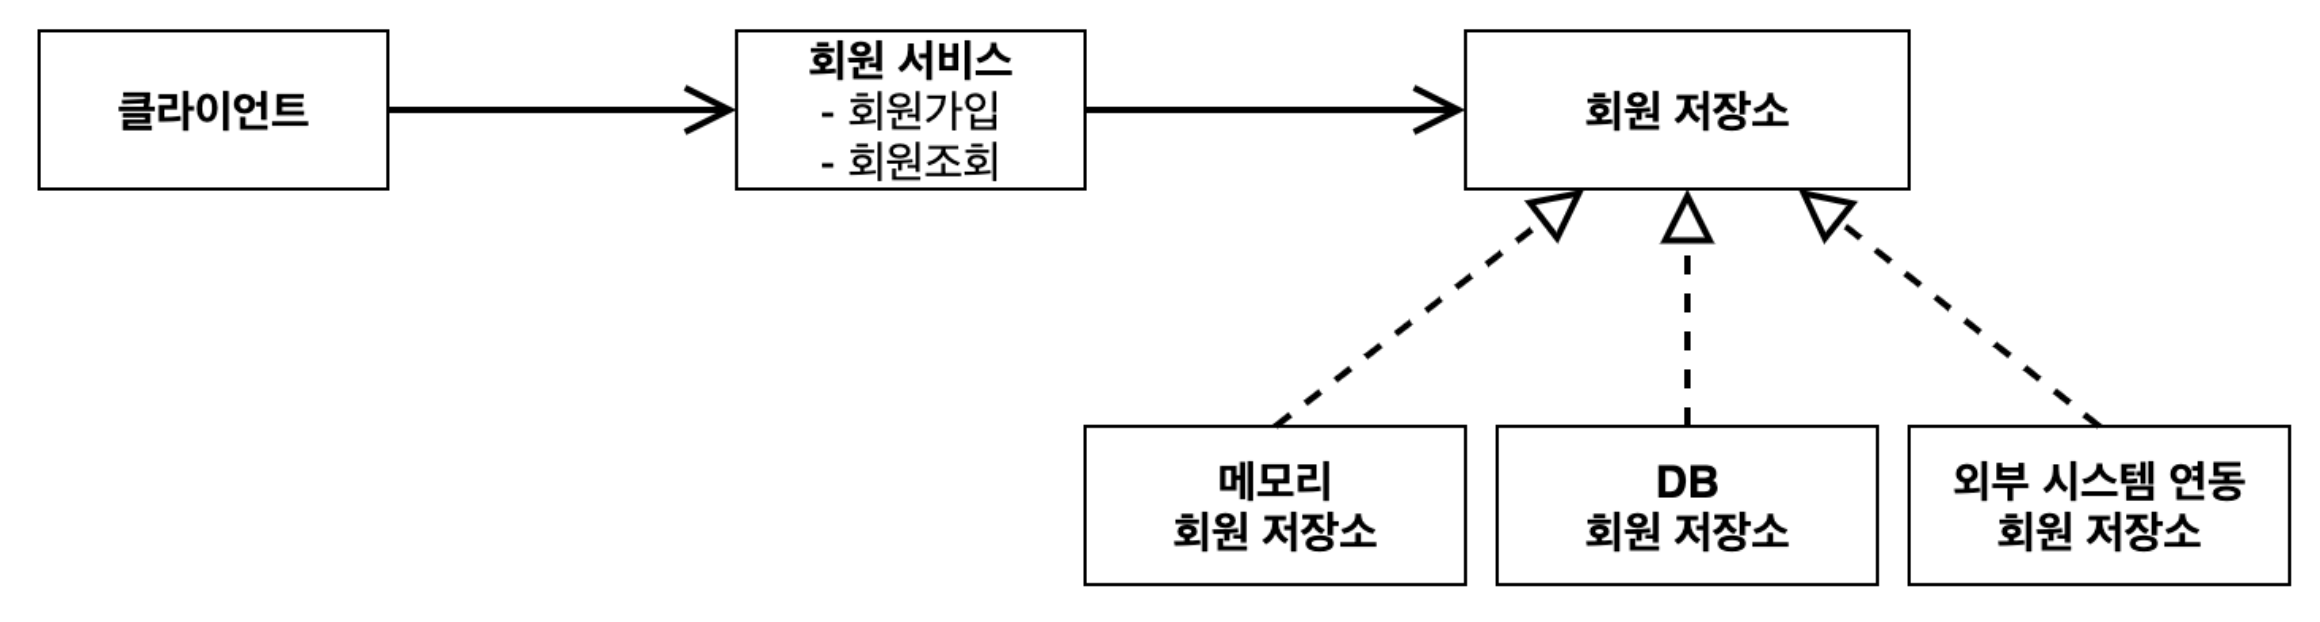 클라이언트
회원 서비스
- 회원가입
- 회원조회
회원 저장소
메모리
회원 저장소
DB
회원 저장소
외부 시스템 연동
회원 저장소